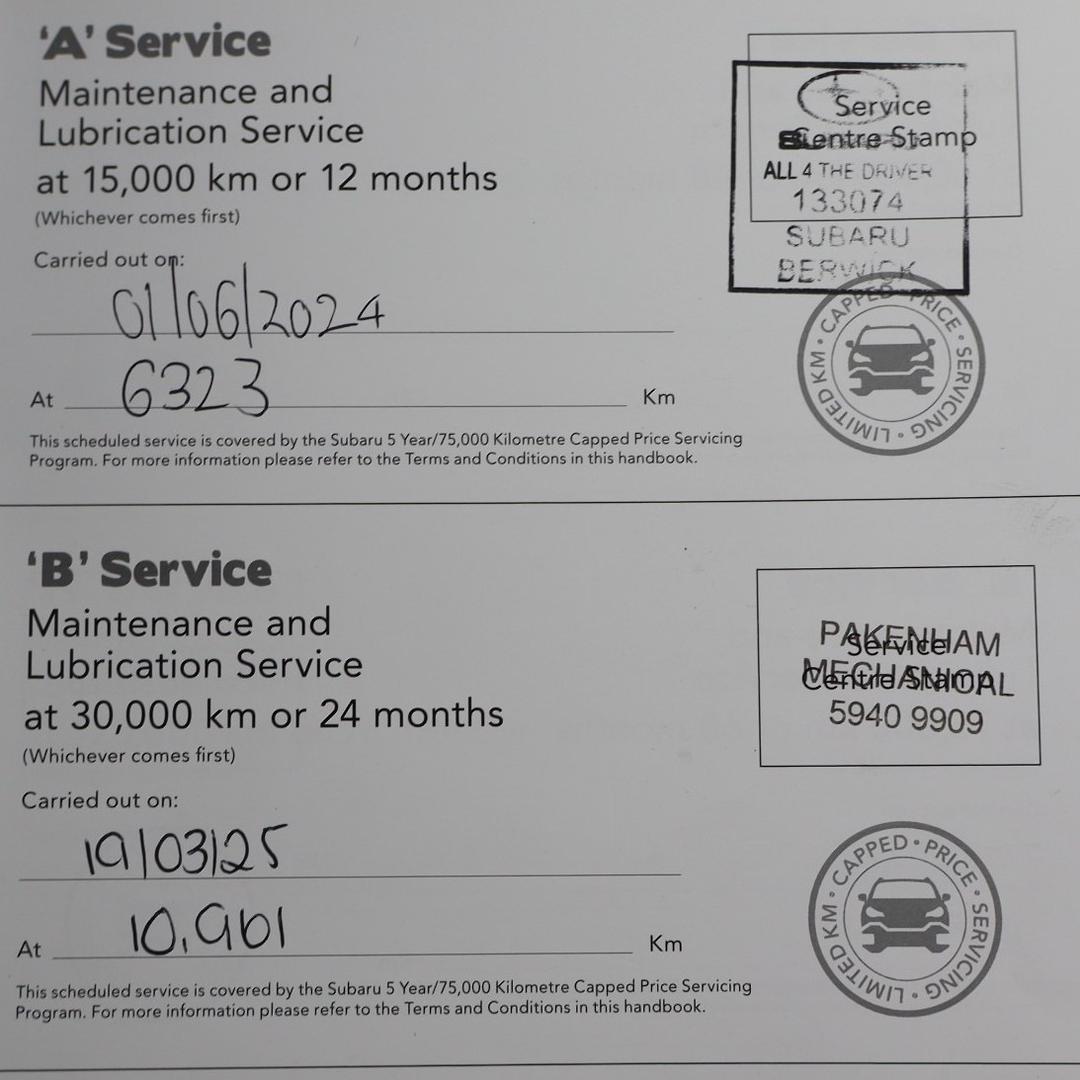 'A' Service
Maintenance and
Lubrication Service
at 15,000 km or 12 months
(Whichever comes first)
Carried out on:
01/06/2024
At 6323 Km
This scheduled service is covered by the Subaru 5 Year/75,000 Kilometre Capped Price Servicing
Program. For more information please refer to the Terms and Conditions in this handbook.
Service
Centre Stamp
ALL 4 THE DRIVER
133074
SUBARU
BERWICK
CAPPED • PRICE • SERVICING • LIMITED KM •
'B' Service
Maintenance and
Lubrication Service
at 30,000 km or 24 months
(Whichever comes first)
Carried out on:
19/03/25
At 10,961 Km
This scheduled service is covered by the Subaru 5 Year/75,000 Kilometre Capped Price Servicing
Program. For more information please refer to the Terms and Conditions in this handbook.
PAKENHAM
Service
MECHANICAL
Centre Stamp
5940 9909
CAPPED • PRICE • SERVICING • LIMITED KM •